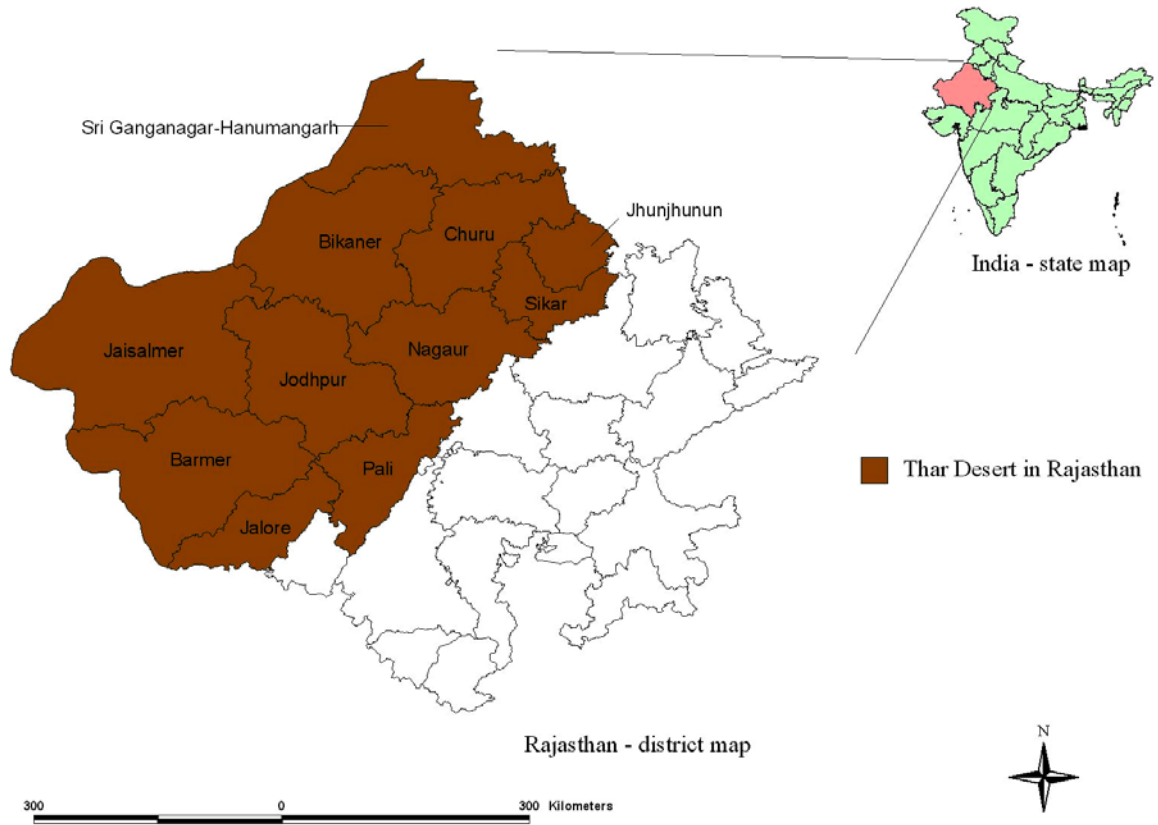 Sri Ganganagar-Hanumangarh
Jhunjhunun
Churu
Bikaner
India - state map
Sikar
Nagaur
Jaisalmer
Jodhpur
Barmer
Pali
Thar Desert in Rajasthan
Jalore
N
Rajasthan - district map
300 0 300 Kilometers